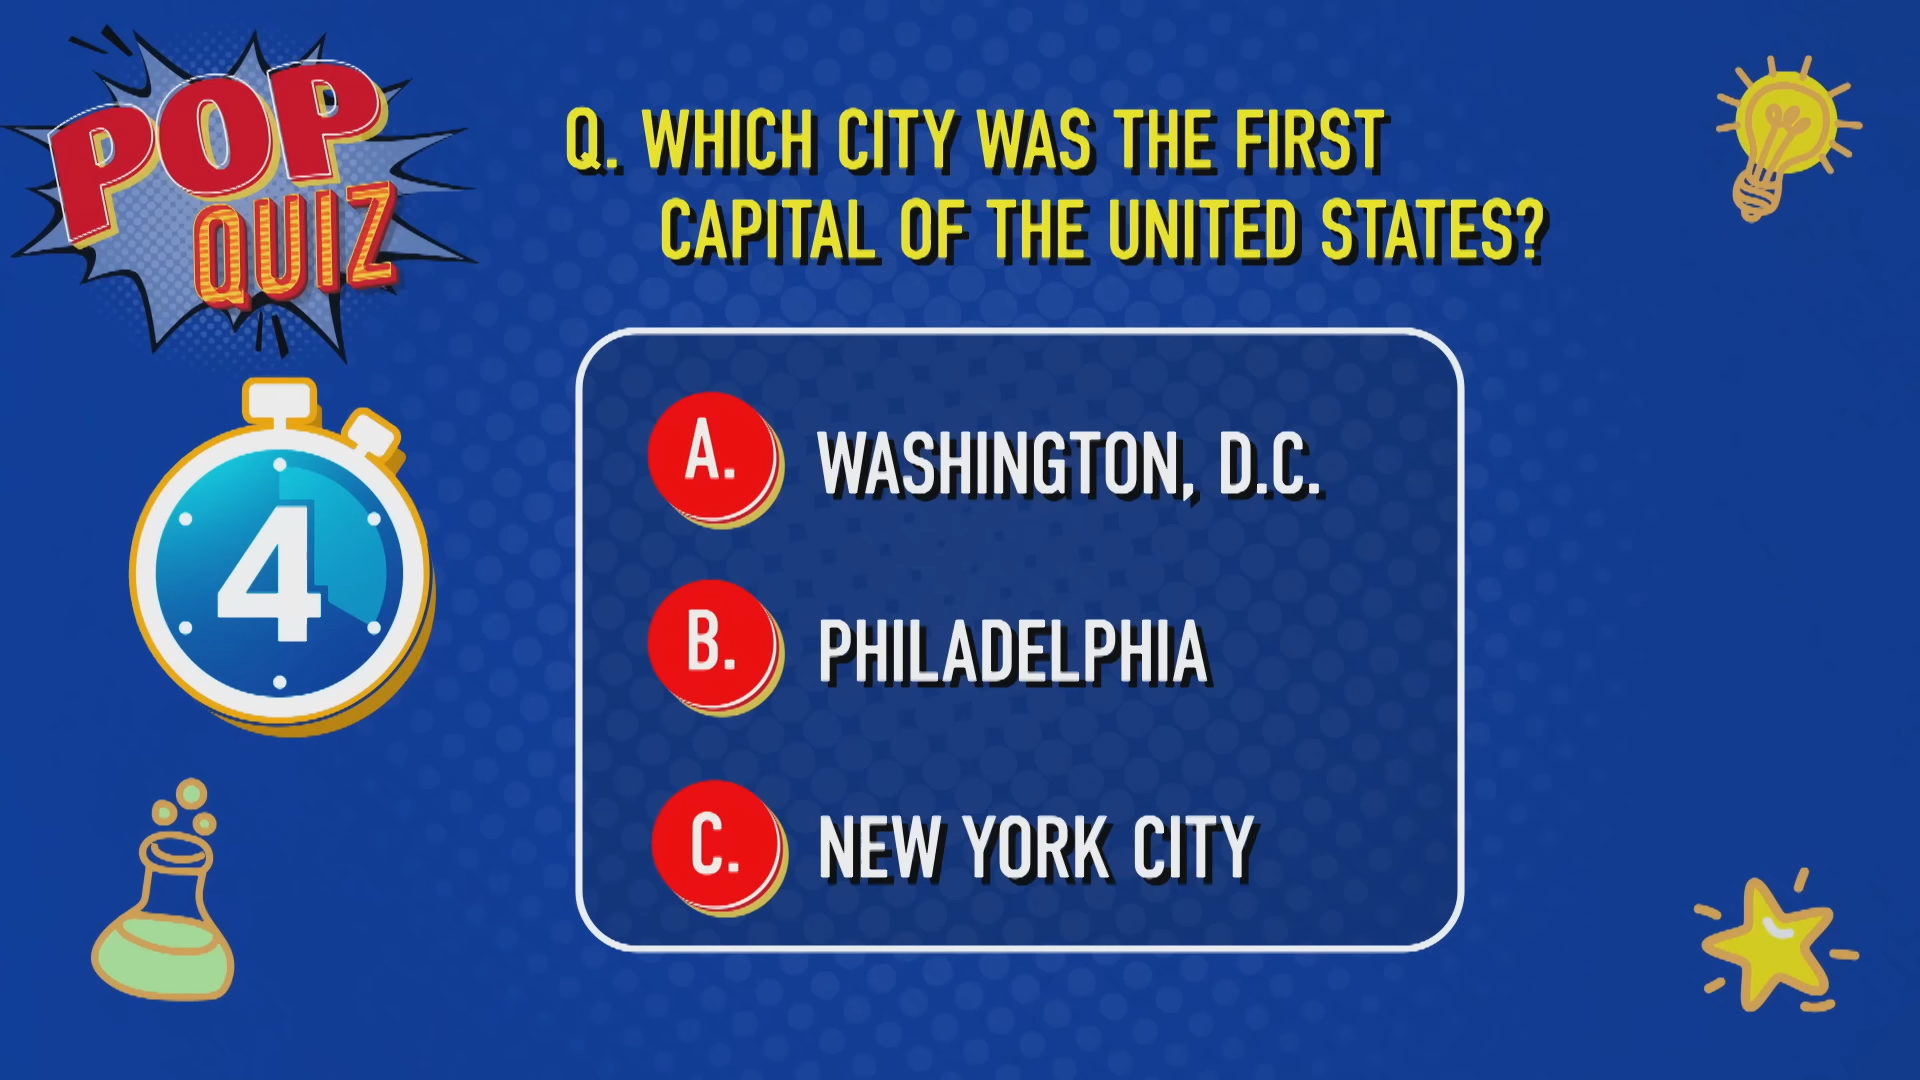 POP
QUIZ
Q. WHICH CITY WAS THE FIRST
CAPITAL OF THE UNITED STATES?
4
A. WASHINGTON, D.C.
B. PHILADELPHIA
C. NEW YORK CITY